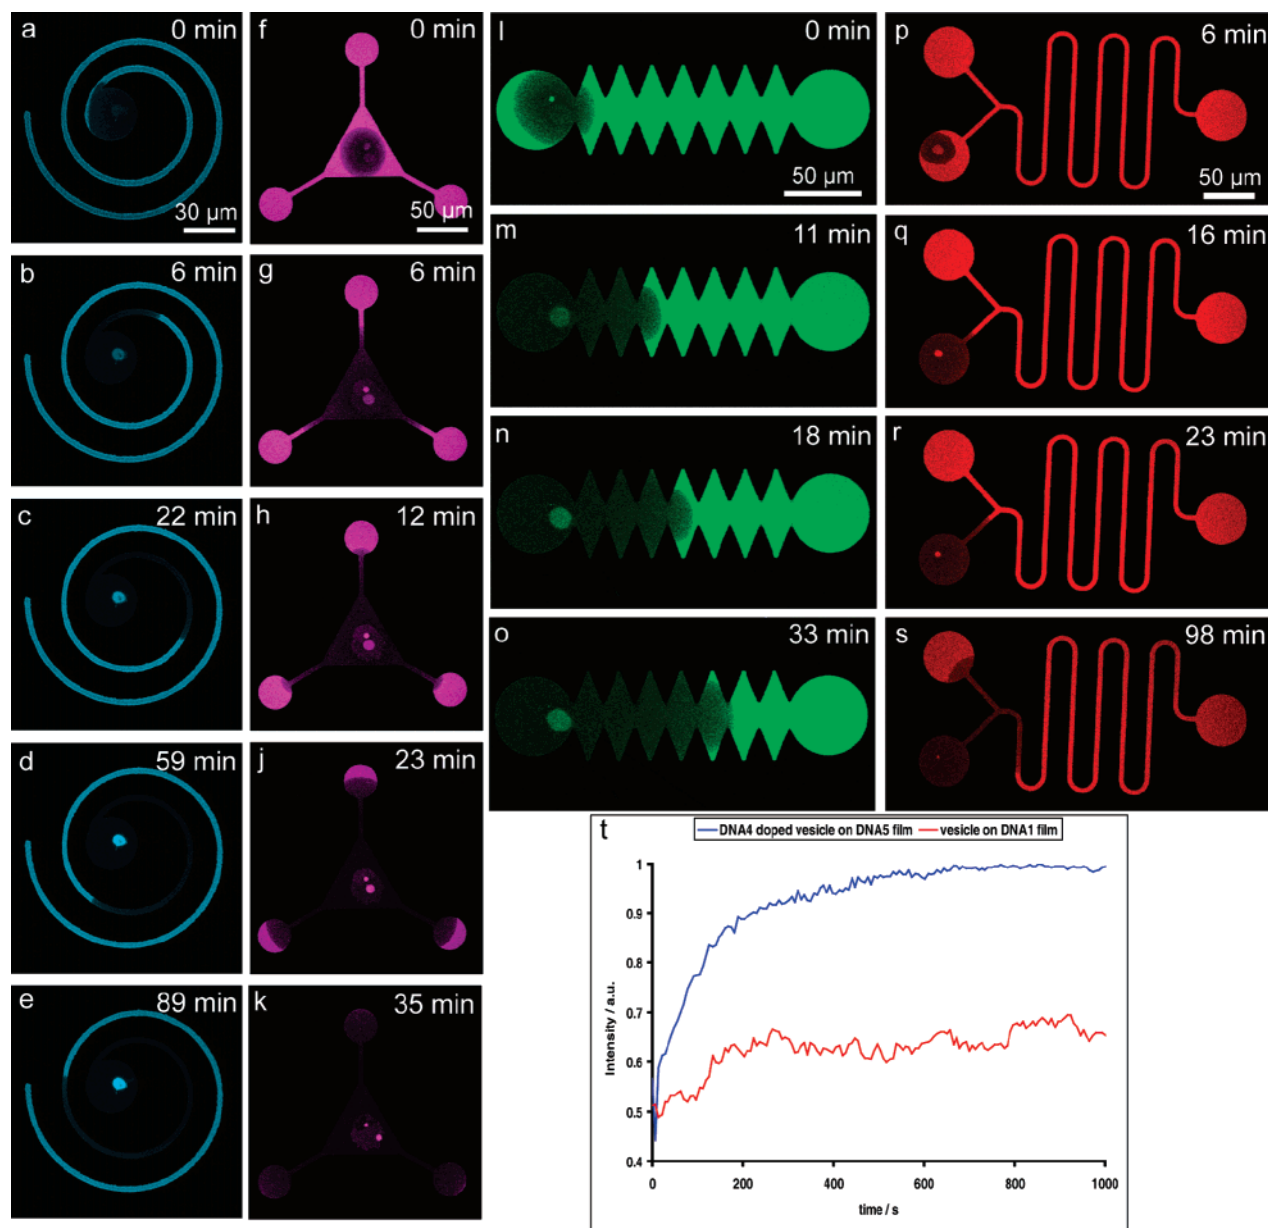 a 0 min
30 µm
b 6 min
c 22 min
d 59 min
e 89 min
f 0 min
50 µm
g 6 min
h 12 min
j 23 min
k 35 min
l 0 min
50 µm
m 11 min
n 18 min
o 33 min
p 6 min
50 µm
q 16 min
r 23 min
s 98 min
t
DNA4 doped vesicle on DNA5 film vesicle on DNA1 film
1
0.9
0.8
0.7
0.6
0.5
0.4
Intensity / a.u.
0 200 400 600 800 1000
time / s